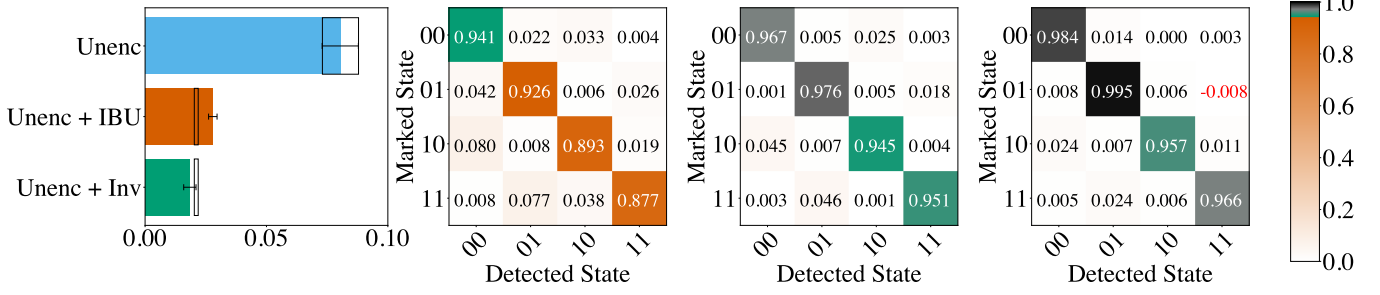 Unenc
Unenc + IBU
Unenc + Inv
0.00 0.05 0.10
Marked State
00 0.941 0.022 0.033 0.004
01 0.042 0.926 0.006 0.026
10 0.080 0.008 0.893 0.019
11 0.008 0.077 0.038 0.877
00 01 10 11
Detected State
Marked State
00 0.967 0.005 0.025 0.003
01 0.001 0.976 0.005 0.018
10 0.045 0.007 0.945 0.004
11 0.003 0.046 0.001 0.951
00 01 10 11
Detected State
Marked State
00 0.984 0.014 0.000 0.003
01 0.008 0.995 0.006 -0.008
10 0.024 0.007 0.957 0.011
11 0.005 0.024 0.006 0.966
00 01 10 11
Detected State
1.0
0.8
0.6
0.4
0.2
0.0